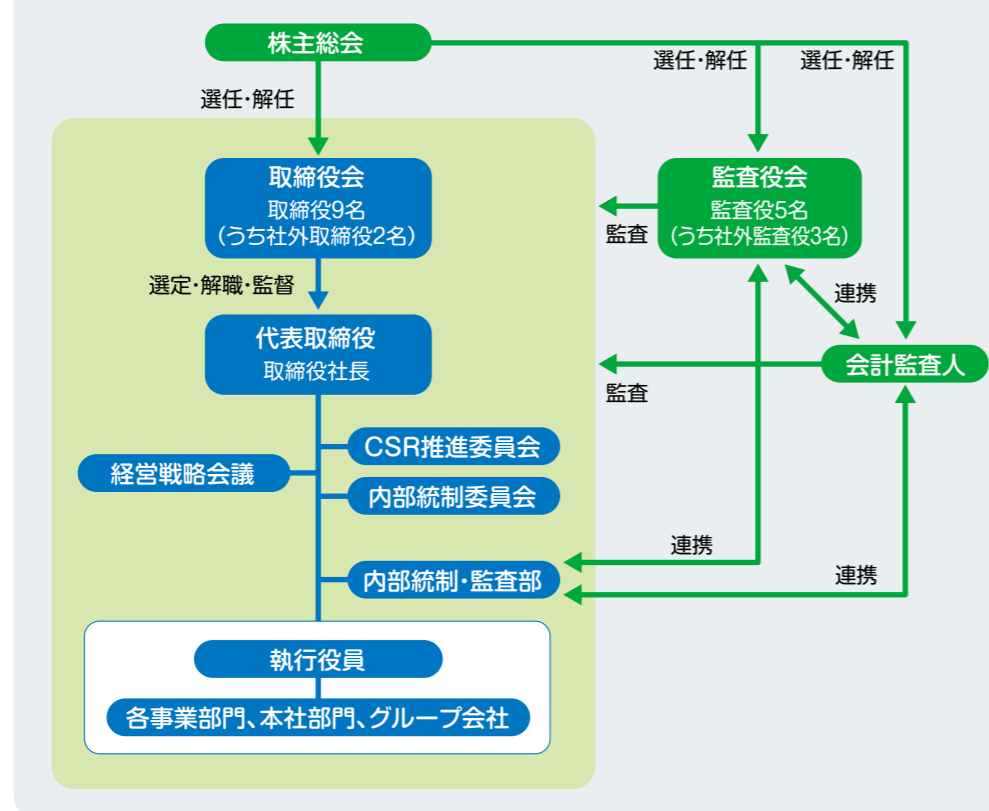 株主総会
選任・解任
選任・解任
選任・解任
取締役会
取締役9名
(うち社外取締役2名)
監査役会
監査役5名
(うち社外監査役3名)
監査
選定・解職・監督
連携
代表取締役
取締役社長
会計監査人
監査
CSR推進委員会
経営戦略会議
内部統制委員会
連携
内部統制・監査部
連携
執行役員
各事業部門、本社部門、グループ会社